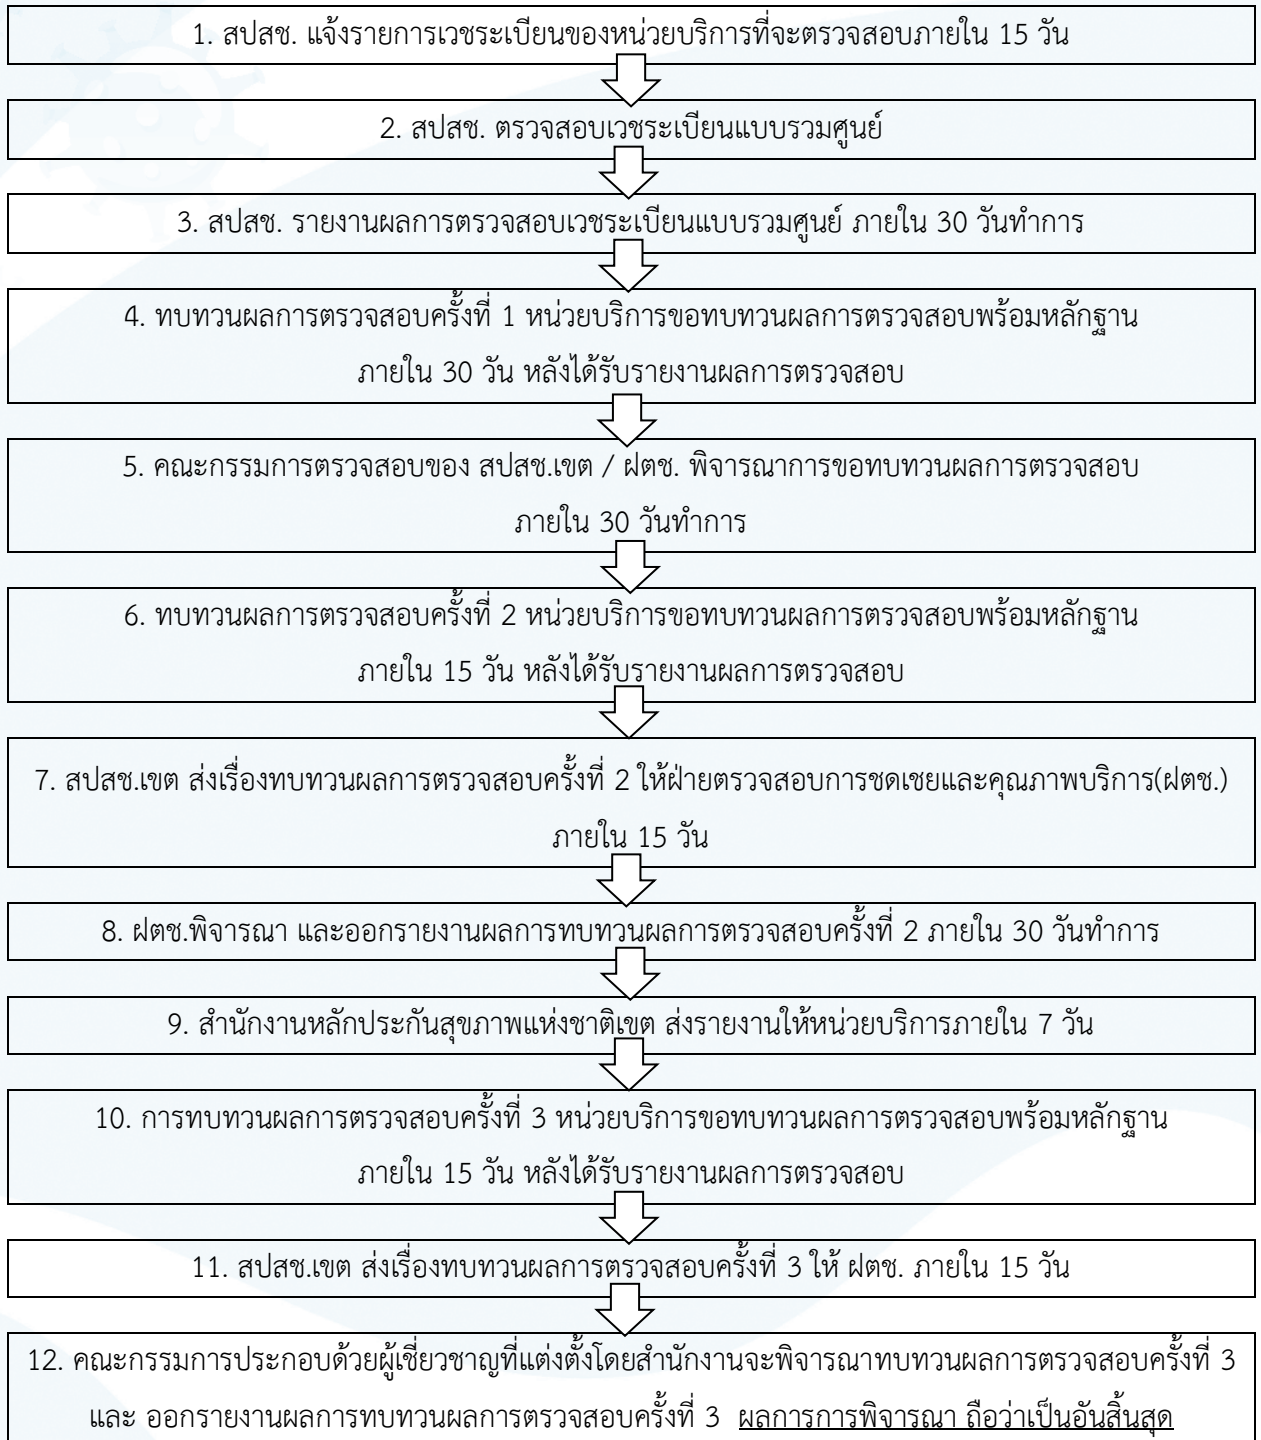 1. สปสช. แจ้งรายการเวชระเบียนของหน่วยบริการที่จะตรวจสอบภายใน 15 วัน
2. สปสช. ตรวจสอบเวชระเบียนแบบรวมศูนย์
3. สปสช. รายงานผลการตรวจสอบเวชระเบียนแบบรวมศูนย์ ภายใน 30 วันทำการ
4. ทบทวนผลการตรวจสอบครั้งที่ 1 หน่วยบริการขอทบทวนผลการตรวจสอบพร้อมหลักฐาน
ภายใน 30 วัน หลังได้รับรายงานผลการตรวจสอบ
5. คณะกรรมการตรวจสอบของ สปสช.เขต / ฝตช. พิจารณาการขอทบทวนผลการตรวจสอบ
ภายใน 30 วันทำการ
6. ทบทวนผลการตรวจสอบครั้งที่ 2 หน่วยบริการขอทบทวนผลการตรวจสอบพร้อมหลักฐาน
ภายใน 15 วัน หลังได้รับรายงานผลการตรวจสอบ
7. สปสช.เขต ส่งเรื่องทบทวนผลการตรวจสอบครั้งที่ 2 ให้ฝ่ายตรวจสอบการชดเชยและคุณภาพบริการ(ฝตช.)
ภายใน 15 วัน
8. ฝตช.พิจารณา และออกรายงานผลการทบทวนผลการตรวจสอบครั้งที่ 2 ภายใน 30 วันทำการ
9. สำนักงานหลักประกันสุขภาพแห่งชาติเขต ส่งรายงานให้หน่วยบริการภายใน 7 วัน
10. การทบทวนผลการตรวจสอบครั้งที่ 3 หน่วยบริการขอทบทวนผลการตรวจสอบพร้อมหลักฐาน
ภายใน 15 วัน หลังได้รับรายงานผลการตรวจสอบ
11. สปสช.เขต ส่งเรื่องทบทวนผลการตรวจสอบครั้งที่ 3 ให้ ฝตช. ภายใน 15 วัน
12. คณะกรรมการประกอบด้วยผู้เชี่ยวชาญที่แต่งตั้งโดยสำนักงานจะพิจารณาทบทวนผลการตรวจสอบครั้งที่ 3
และ ออกรายงานผลการทบทวนผลการตรวจสอบครั้งที่ 3 ผลการการพิจารณา ถือว่าเป็นอันสิ้นสุด